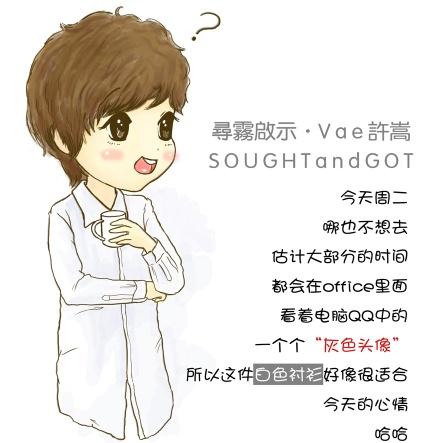 ?
尋霧啟示·Vae許嵩
SOUGHTandGOT
今天周二
哪也不想去
估计大部分的时间
都会在office里面
看着电脑QQ中的
一个个“灰色头像”
所以这件白色衬衫好像很适合
今天的心情
哈哈